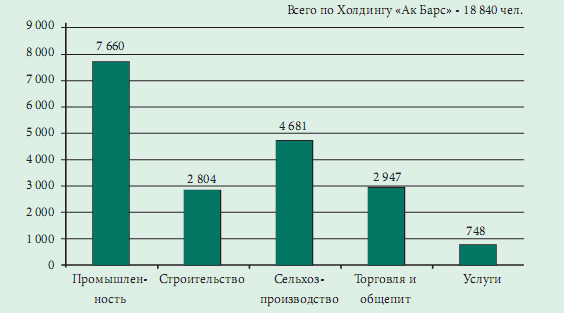 Всего по Холдингу «Ак Барс» - 18 840 чел.
9 000
8 000
7 000
6 000
5 000
4 000
3 000
2 000
1 000
0
7 660
2 804
4 681
2 947
748
Промышлен-
ность
Строительство
Сельхоз-
производство
Торговля и
общепит
Услуги